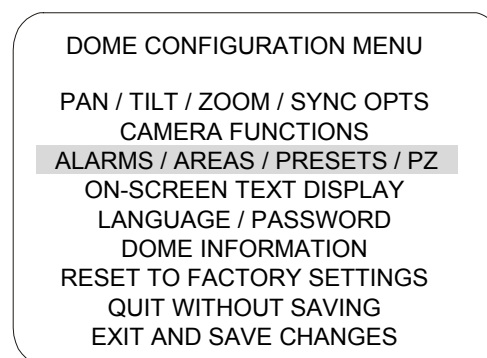 DOME CONFIGURATION MENU
PAN / TILT / ZOOM / SYNC OPTS
CAMERA FUNCTIONS
ALARMS / AREAS / PRESETS / PZ
ON-SCREEN TEXT DISPLAY
LANGUAGE / PASSWORD
DOME INFORMATION
RESET TO FACTORY SETTINGS
QUIT WITHOUT SAVING
EXIT AND SAVE CHANGES